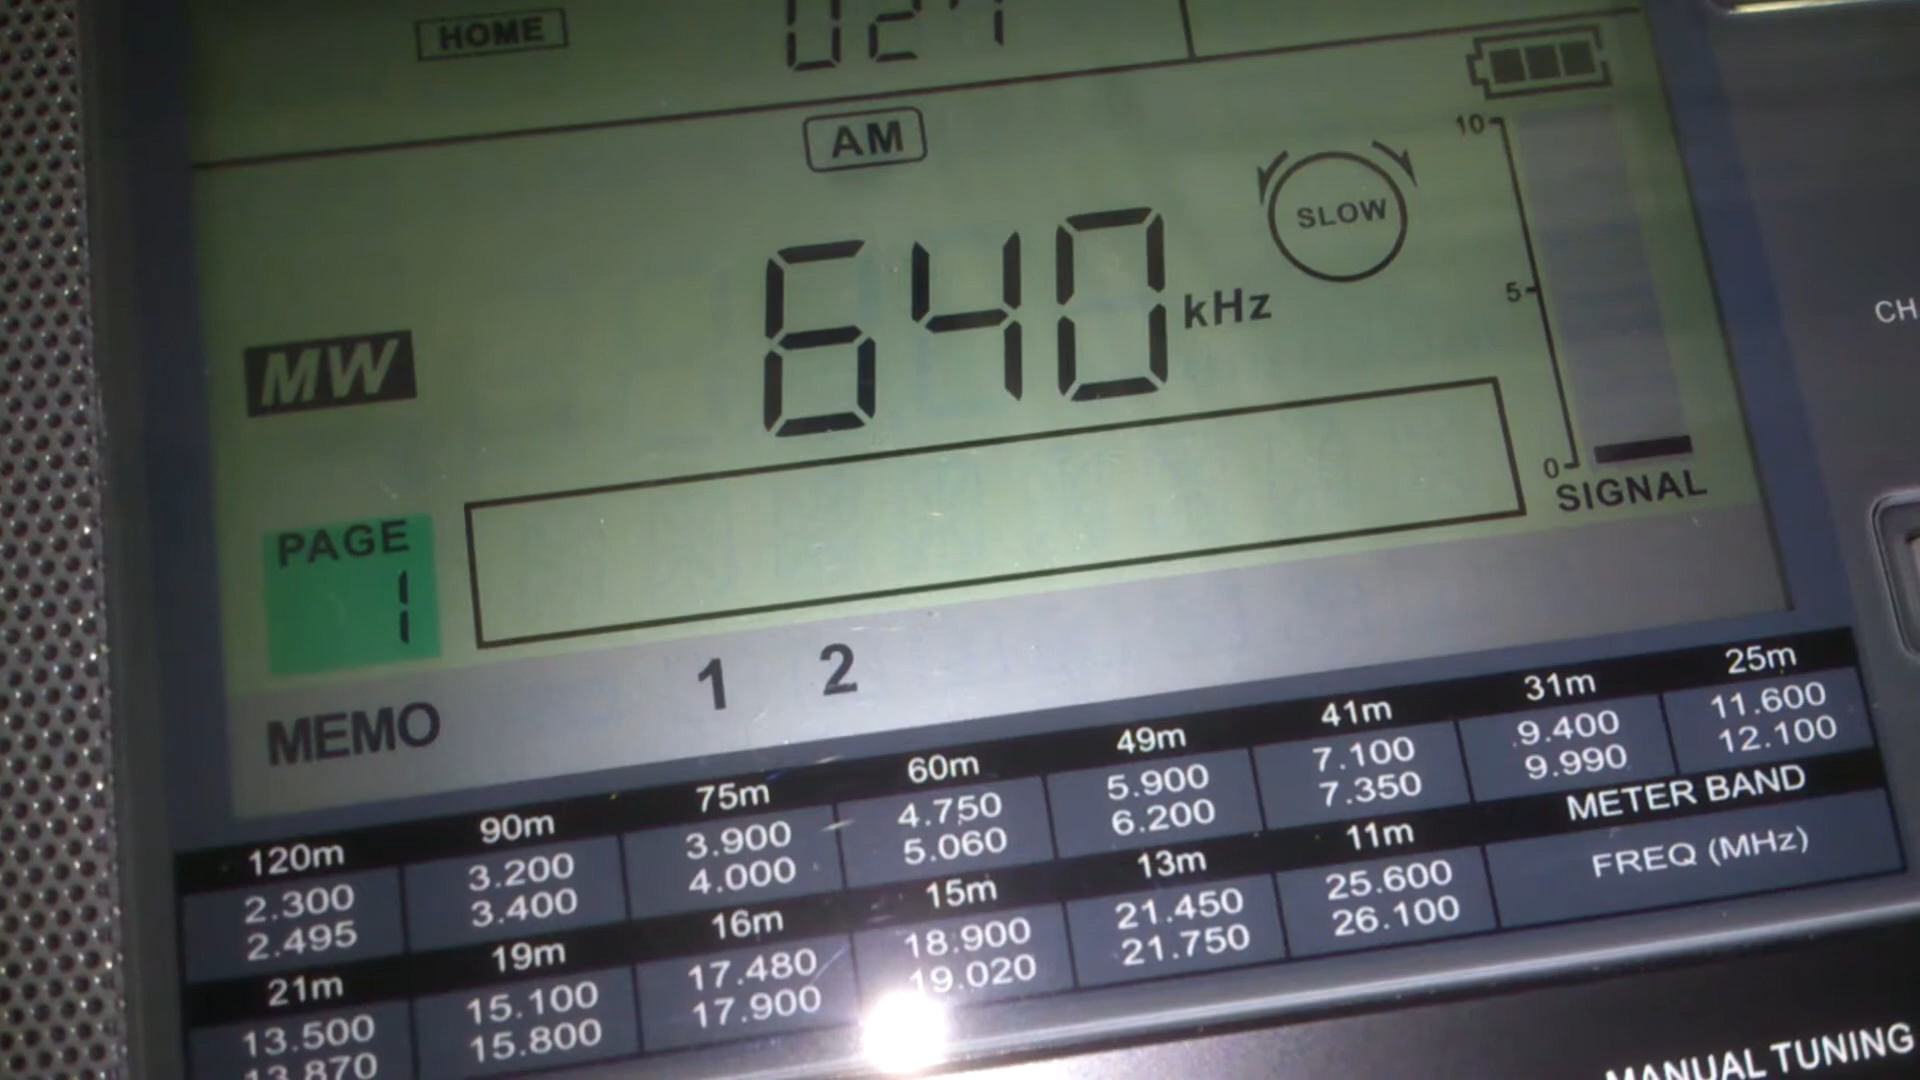 HOME
AM
10
SLOW
640 kHz
5
MW
0
SIGNAL
PAGE
1
1 2
MEMO
CH
120m 90m 75m 60m 49m 41m 31m 25m
2.300 3.200 3.900 4.750 5.900 7.100 9.400 11.600
2.495 3.400 4.000 5.060 6.200 7.350 9.990 12.100
21m 19m 16m 15m 13m 11m METER BAND
13.500 15.100 17.480 18.900 21.450 25.600 FREQ (MHz)
13.870 15.800 17.900 19.020 21.750 26.100
MANUAL TUNING